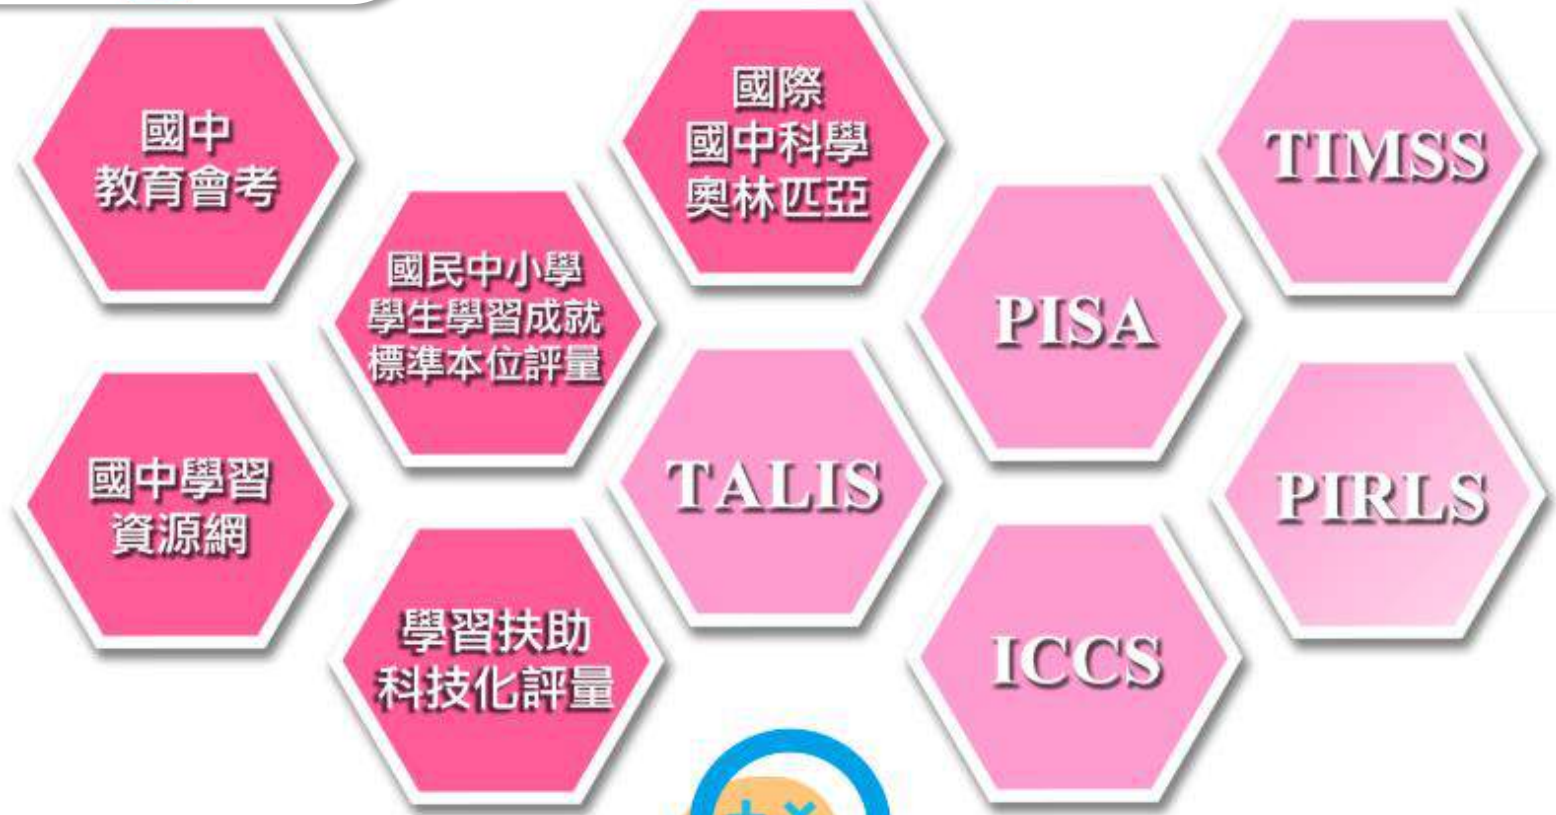 國中
教育會考
國際
國中科學
奧林匹亞
TIMSS
國民中小學
學生學習成就
標準本位評量
PISA
國中學習
資源網
TALIS
PIRLS
學習扶助
科技化評量
ICCS